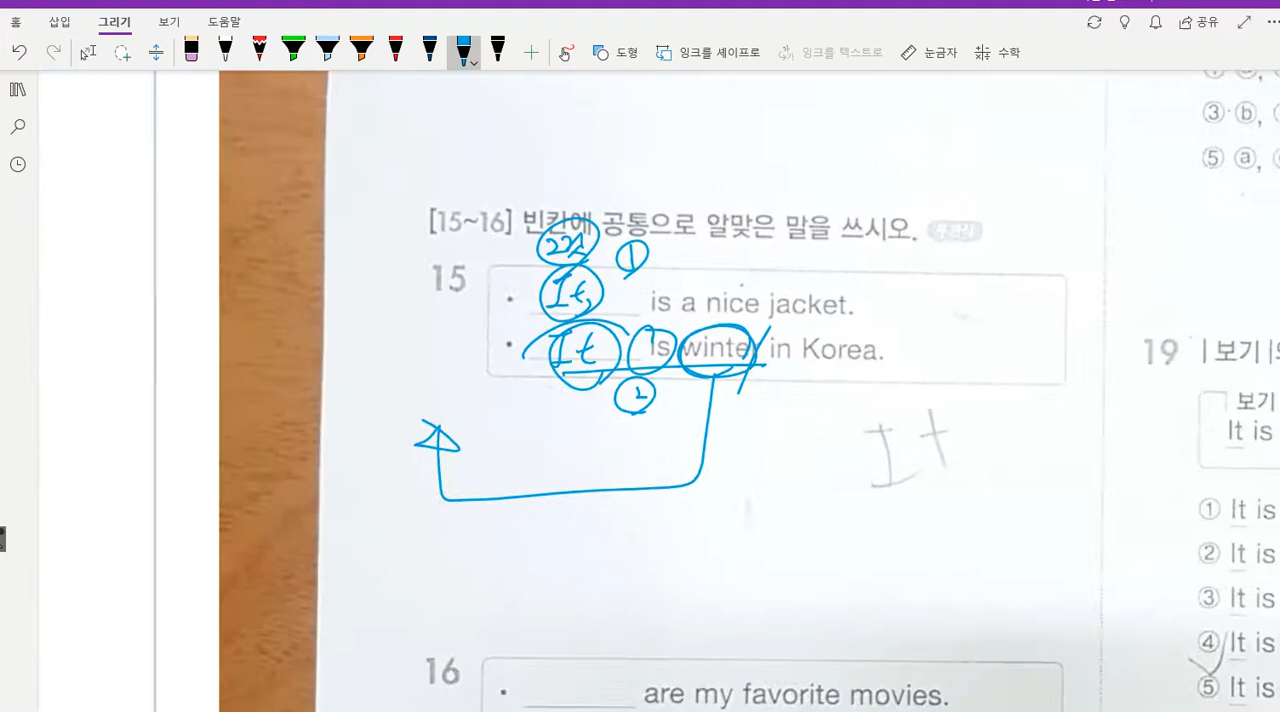 홈 삽입 그리기 보기 도움말
공유
도형 잉크를 셰이프로 잉크를 텍스트로 눈금자 수학
③ ⓑ,
⑤ ⓐ,
[15~16] 빈칸에 공통으로 알맞은 말을 쓰시오.
①
15
It is a nice jacket.
It is winter in Korea.
②
It
19 | 보기 |
보기
It is
① It is
② It is
③ It is
④ It is
⑤ It is
16
are my favorite movies.